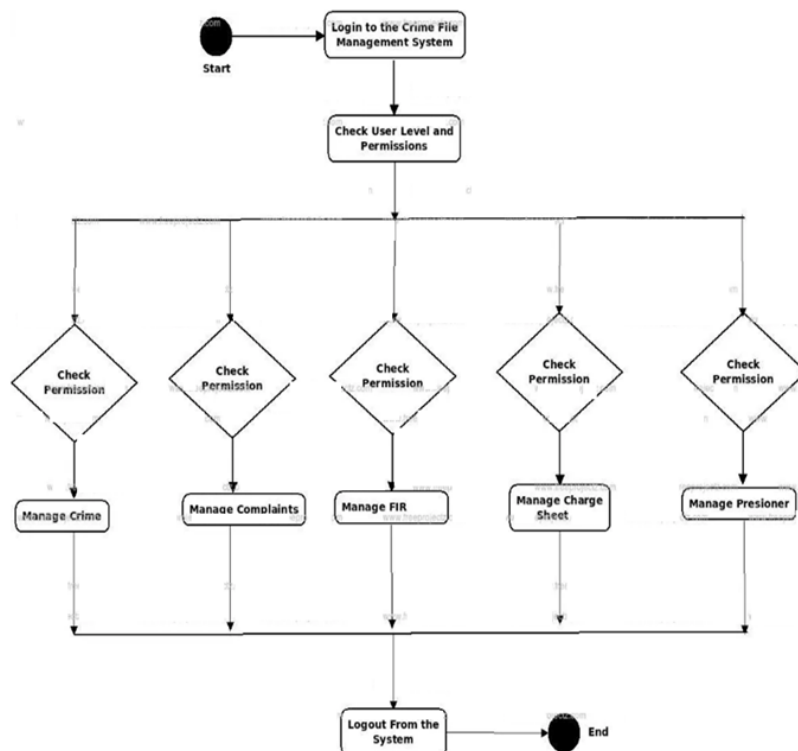 Login to the Crime File
Management System
Start
Check User Level and
Permissions
Check
Permission
Check
Permission
Check
Permission
Check
Permission
Check
Permission
Manage Crime
Manage Complaints
Manage FIR
Manage Charge
Sheet
Manage Presioner
Logout From the
System
End